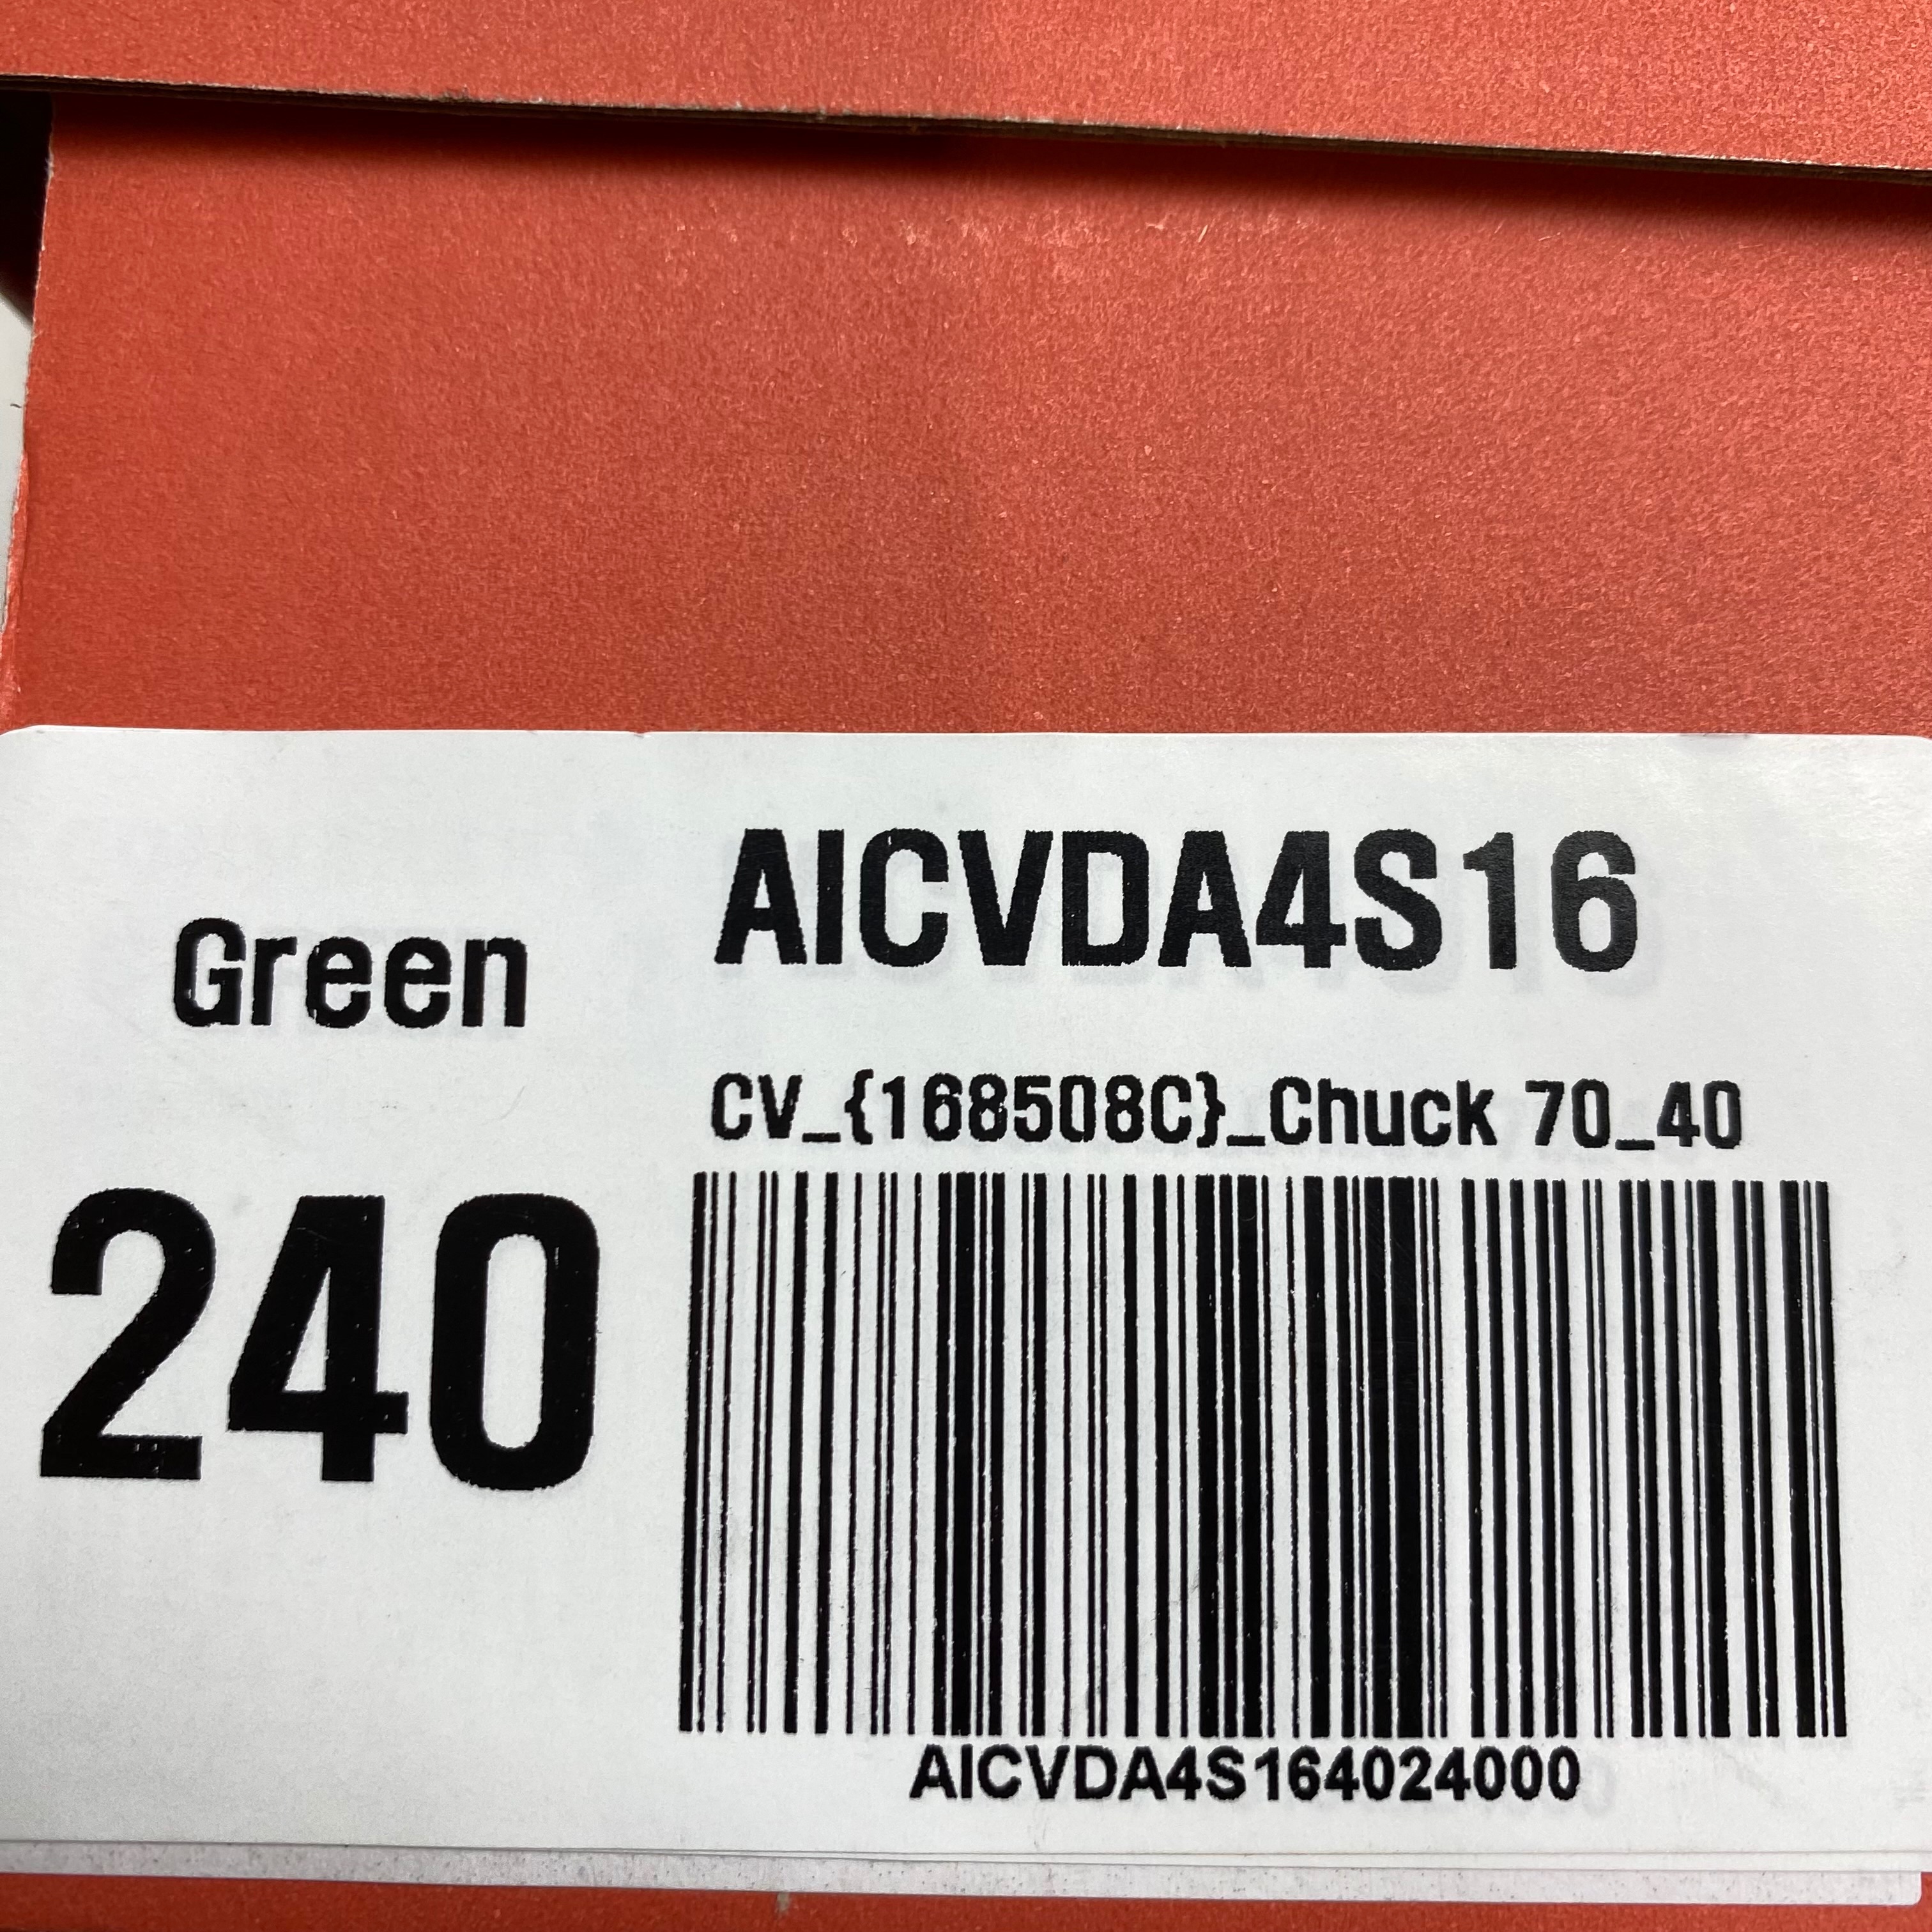 AICVDA4S16
Green
CV_{168508C}_Chuck 70_40
240
AICVDA4S164024000